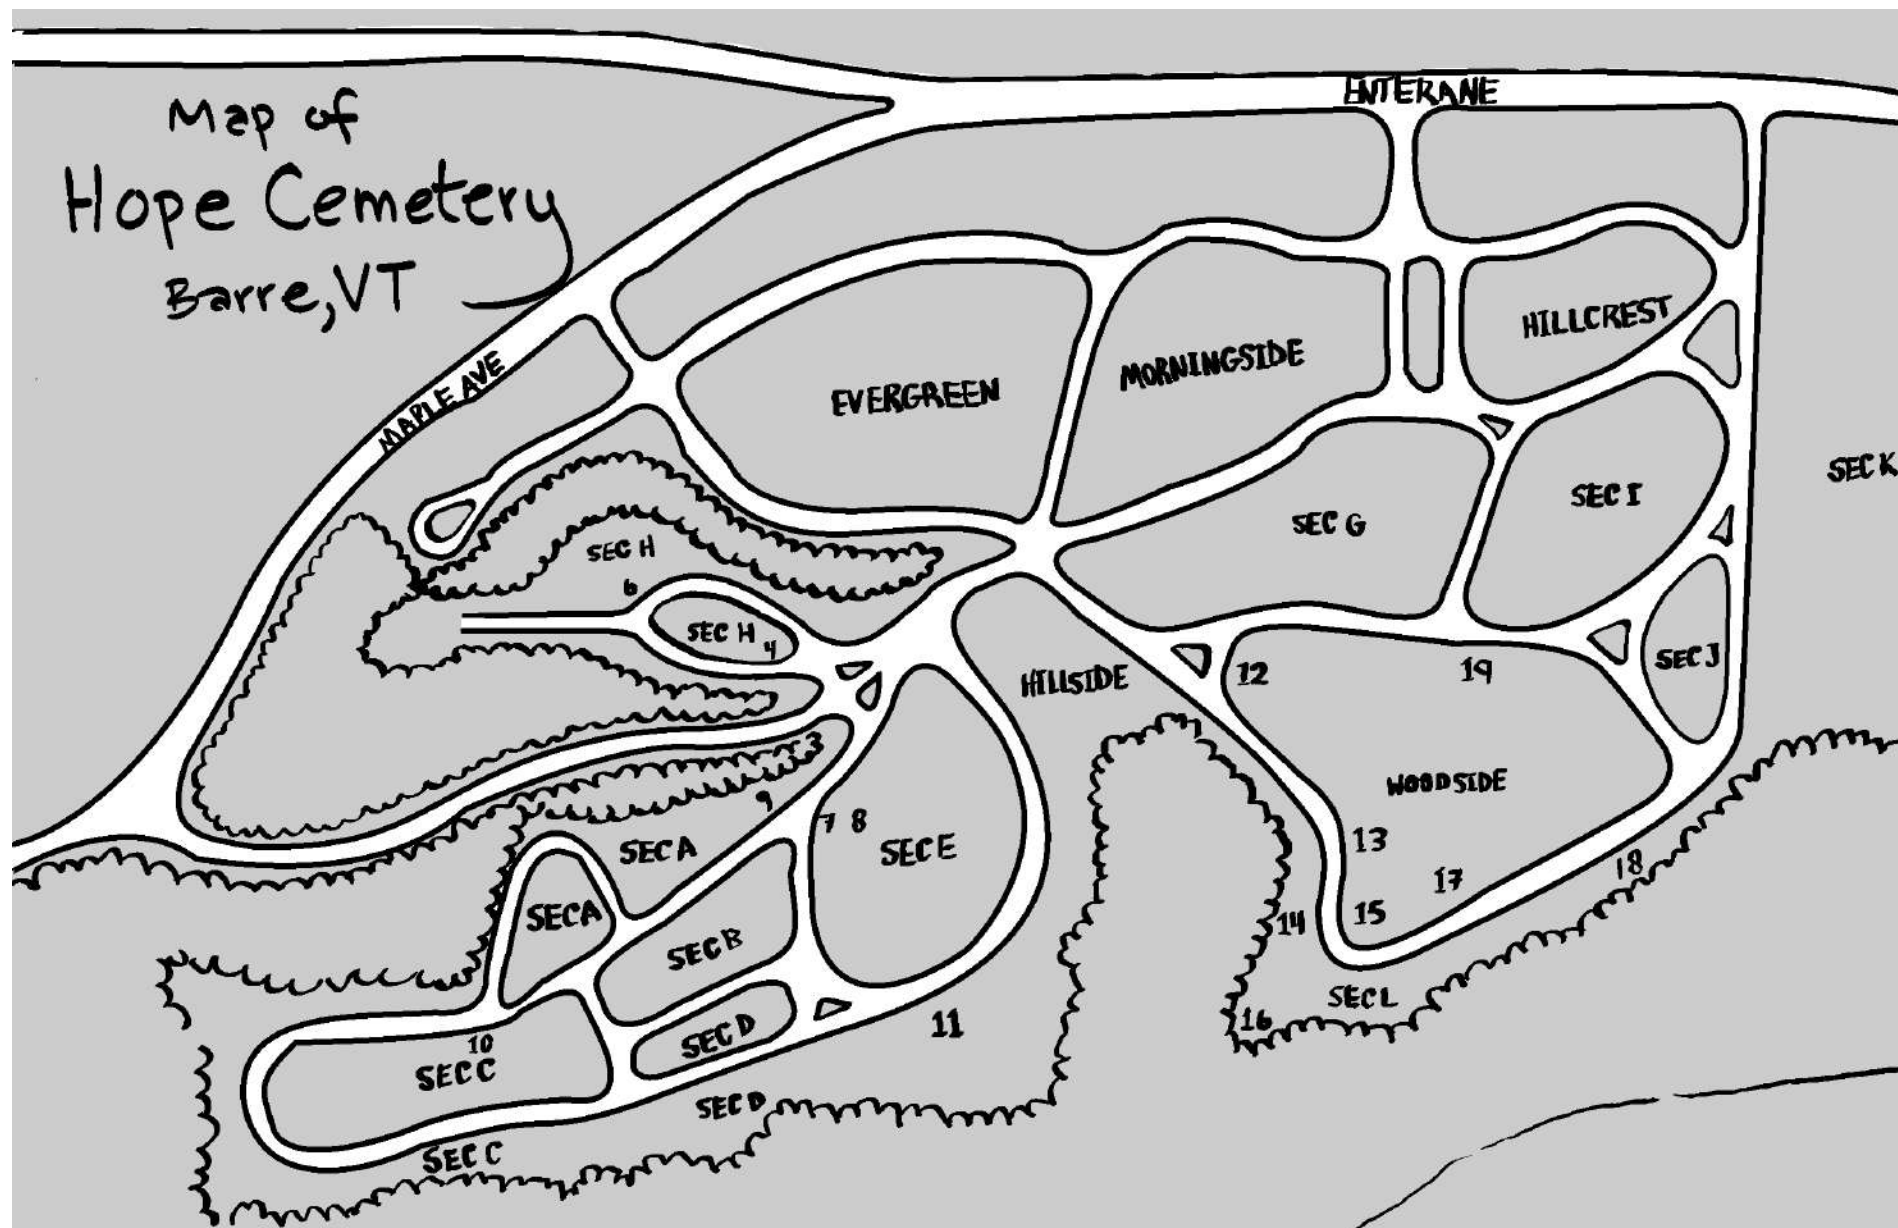 Map of
Hope Cemetery
Barre, VT
ENTERANE
MAPLE AVE
HILLCREST
MORNINGSIDE
EVERGREEN
SEC K
SEC I
SEC G
SEC H
6
SEC H
4
HILLSIDE
12
19
SEC J
3
9
7 8
SEC A
SEC E
WOODSIDE
13
17
18
15
14
SEC A
SEC B
SEC L
16
11
SEC D
10
SEC C
SEC D
SEC C